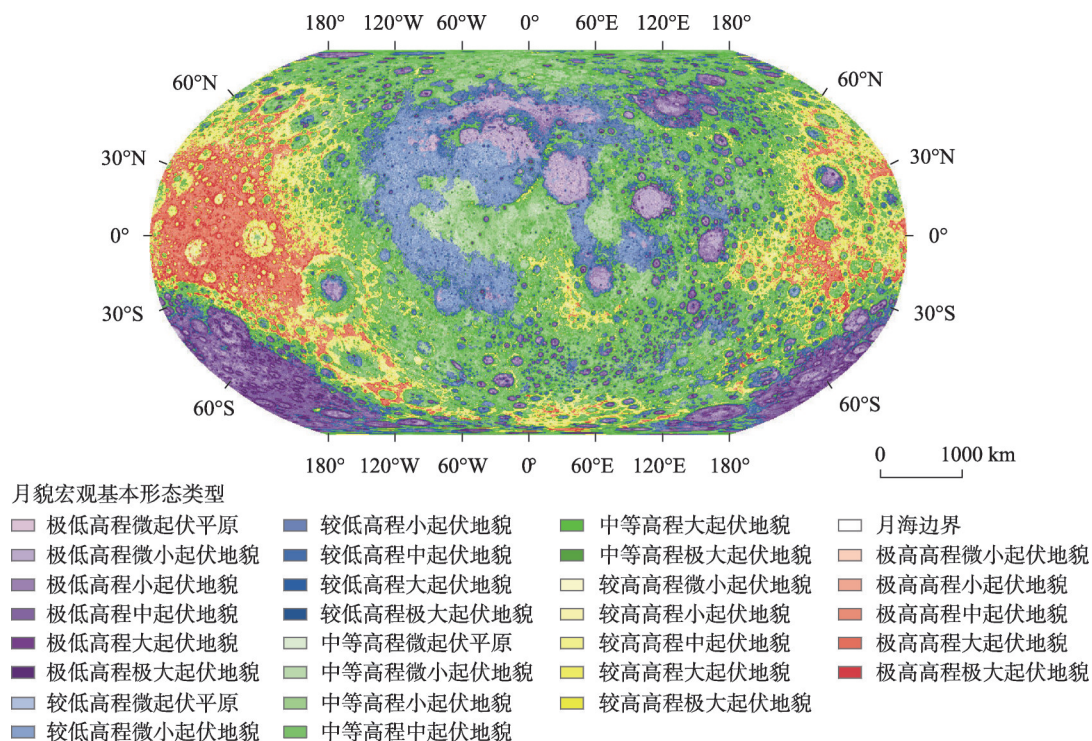 180° 120°W 60°W 0° 60°E 120°E 180°
60°N 60°N
30°N 30°N
0° 0°
30°S 30°S
60°S 60°S
180° 120°W 60°W 0° 60°E 120°E 180°
0 1000 km
月貌宏观基本形态类型
极低高程微起伏平原 较低高程小起伏地貌 中等高程大起伏地貌 月海边界
极低高程微小起伏地貌 较低高程中起伏地貌 中等高程极大起伏地貌 极高高程微小起伏地貌
极低高程小起伏地貌 较低高程大起伏地貌 较高高程微小起伏地貌 极高高程小起伏地貌
极低高程中起伏地貌 较低高程极大起伏地貌 较高高程小起伏地貌 极高高程中起伏地貌
极低高程大起伏地貌 中等高程微起伏平原 较高高程中起伏地貌 极高高程大起伏地貌
极低高程极大起伏地貌 中等高程微小起伏地貌 较高高程大起伏地貌 极高高程极大起伏地貌
较低高程微起伏平原 中等高程小起伏地貌 较高高程极大起伏地貌
较低高程微小起伏地貌 中等高程中起伏地貌